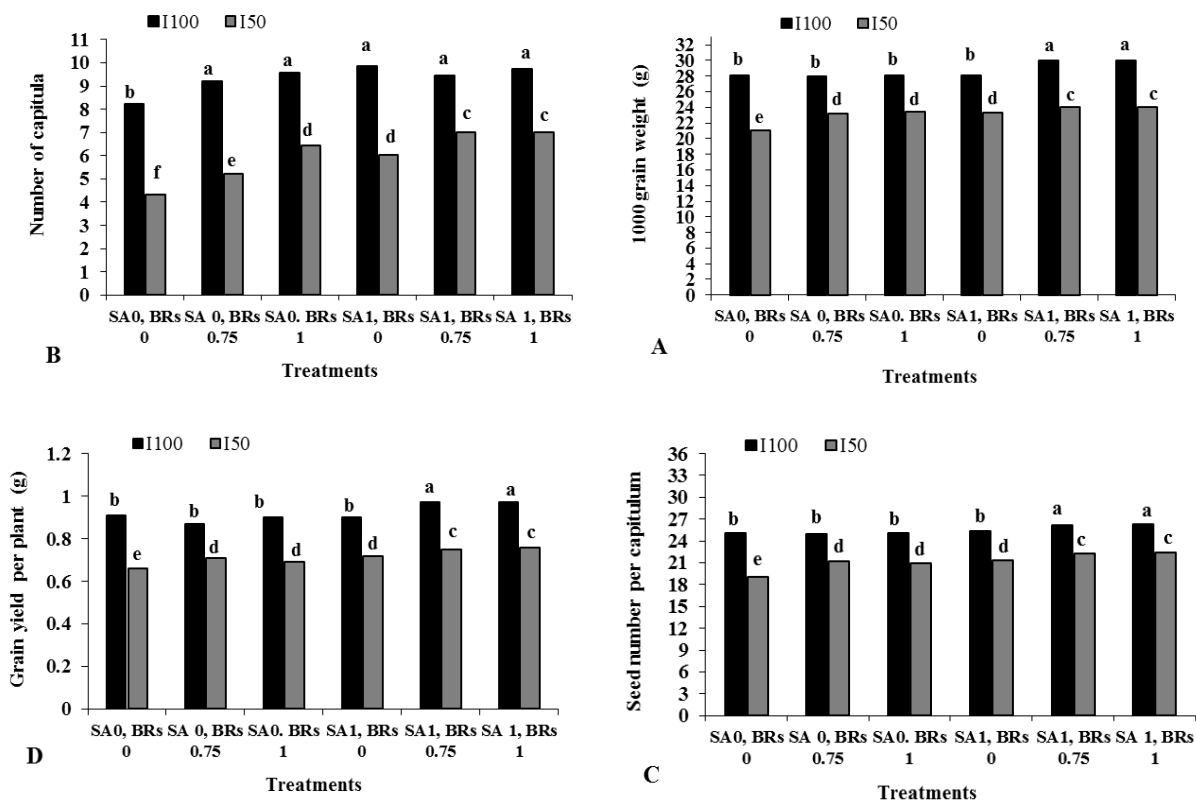 I100 I50
Number of capitula
11
10
9
8
7
6
5
4
3
2
1
0
b a a a a a
f e d d c c
SA0, BRs 0
SA 0, BRs 0.75
SA0. BRs 1
SA1, BRs 0
SA1, BRs 0.75
SA 1, BRs 1
B
Treatments
I100 I50
1000 grain weight (g)
32
30
28
26
24
22
20
18
16
14
12
10
8
6
4
2
0
b b b b a a
e d d d c c
SA0, BRs 0
SA 0, BRs 0.75
SA0. BRs 1
SA1, BRs 0
SA1, BRs 0.75
SA 1, BRs 1
A
Treatments
I100 I50
Grain yield per plant (g)
1.2
1
0.8
0.6
0.4
0.2
0
b b b b a a
e d d d c c
SA0, BRs 0
SA 0, BRs 0.75
SA0. BRs 1
SA1, BRs 0
SA1, BRs 0.75
SA 1, BRs 1
D
Treatments
I100 I50
Seed number per capitulum
36
33
30
27
24
21
18
15
12
9
6
3
0
b b b b a a
e d d d c c
SA0, BRs 0
SA 0, BRs 0.75
SA0. BRs 1
SA1, BRs 0
SA1, BRs 0.75
SA 1, BRs 1
C
Treatments